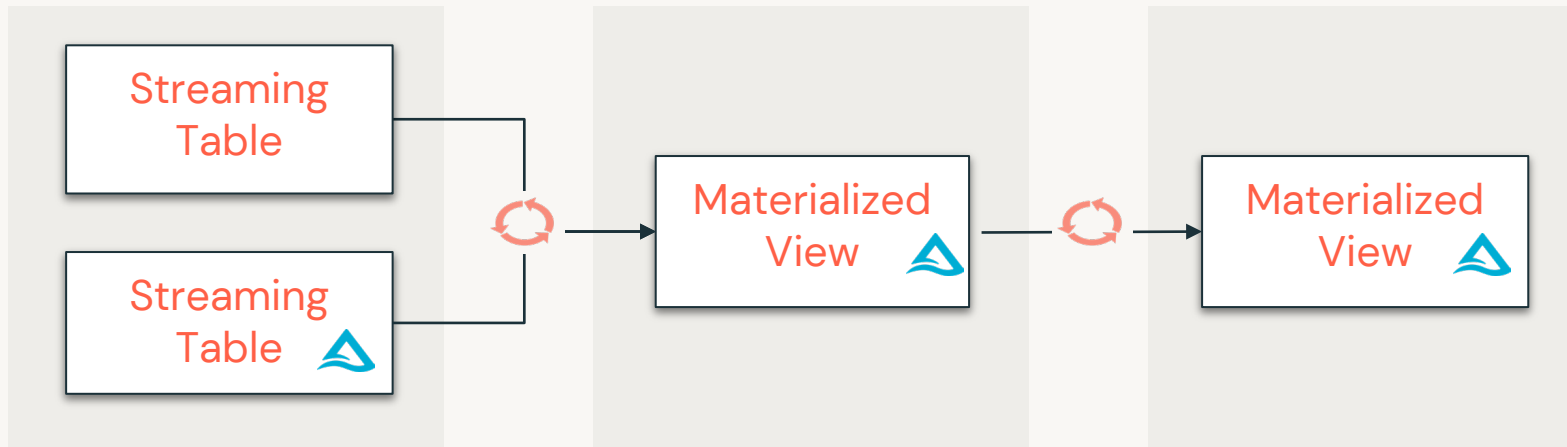 Streaming
Table
Streaming
Table
Materialized
View
Materialized
View